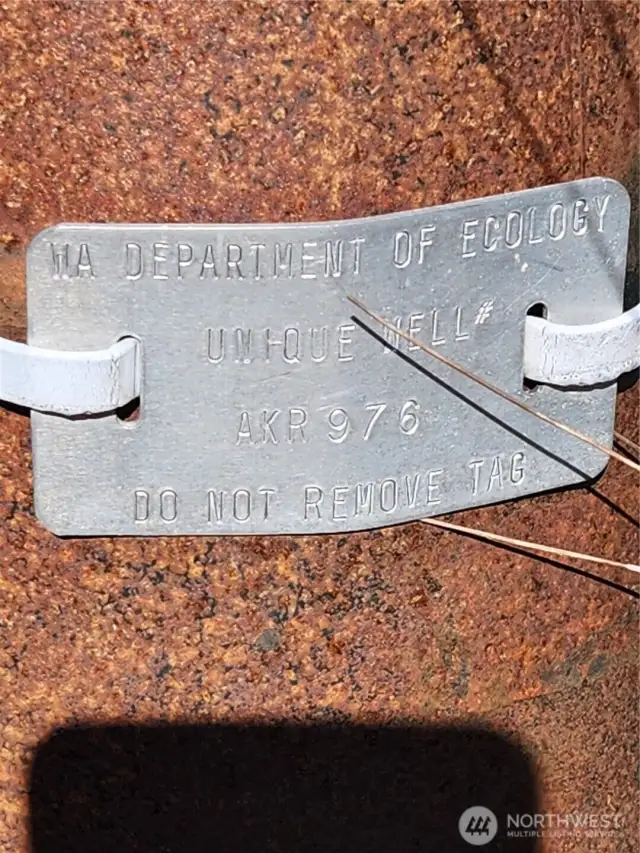 WA DEPARTMENT OF ECOLOGY
UNIQUE WELL#
AKR 976
DO NOT REMOVE TAG
NORTHWEST
MULTIPLE LISTING SERVICE